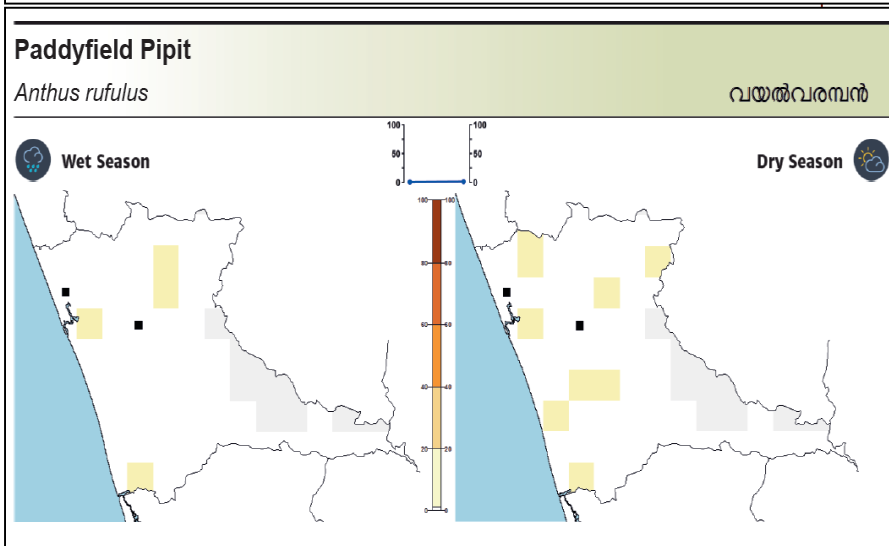 Paddyfield Pipit
Anthus rufulus വയൽവരമ്പൻ
Wet Season
100 100
50 50
0 0
Dry Season
100 100
80 80
60 60
40 40
20 20
0 0